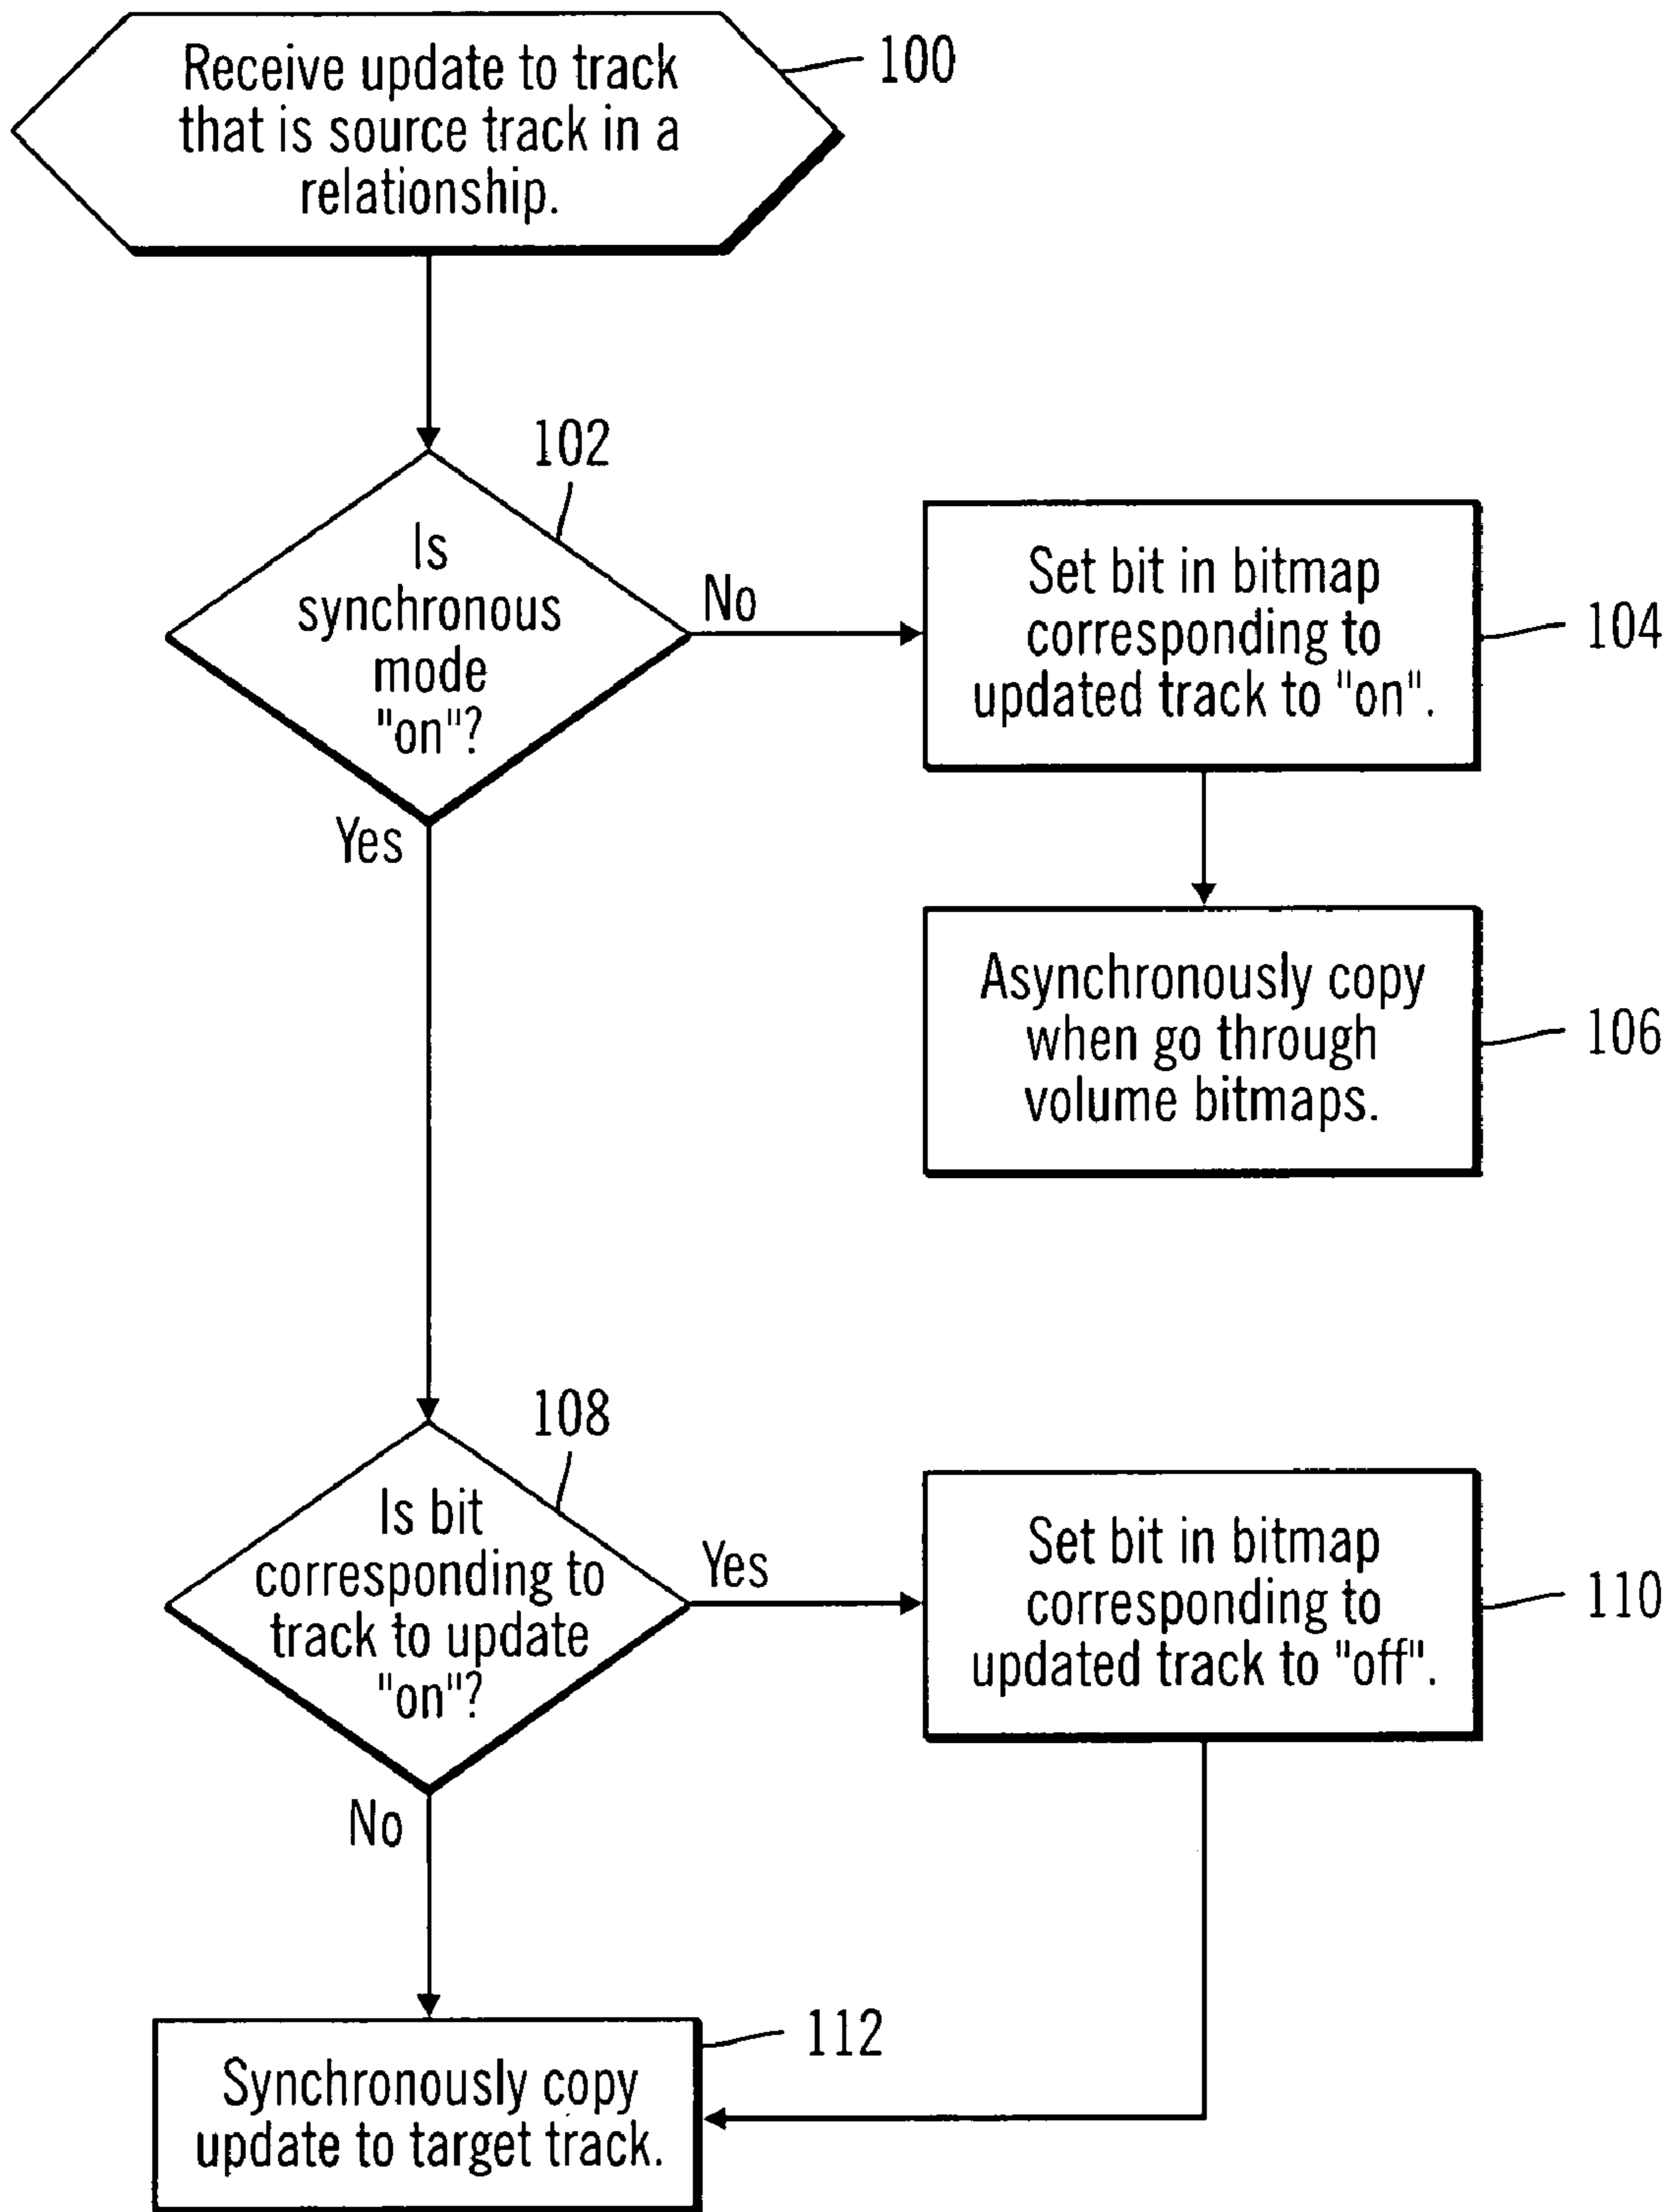 Receive update to track
that is source track in a
relationship.
100
102
Is
synchronous
mode
"on"?
No
Yes
Set bit in bitmap
corresponding to
updated track to "on".
104
Asynchronously copy
when go through
volume bitmaps.
106
108
Is bit
corresponding to
track to update
"on"?
Yes
No
Set bit in bitmap
corresponding to
updated track to "off".
110
112
Synchronously copy
update to target track.